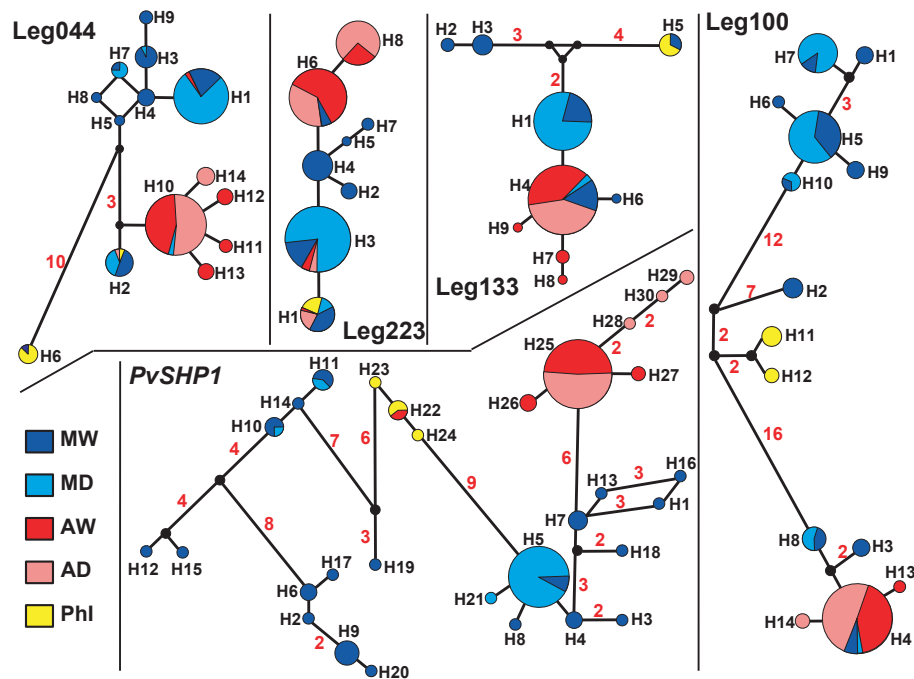 Leg044
H9
H7
H3
H8
H4
H1
H5
3
H10
H14
H12
H11
H13
H2
10
H6
H8
H6
H7
H5
H4
H2
H3
H1
Leg223
H2
H3
3
4
H5
2
H1
H4
H6
H9
H7
H8
Leg133
Leg100
H7
H1
3
H6
H5
H9
H10
12
7
H2
2
2
H11
H12
16
H8
2
H3
H13
H14
H4
PvSHP1
H11
H14
H10
4
4
H12
H15
8
7
H23
6
3
H19
H17
H6
H2
2
H9
H20
H22
H24
9
H29
H30
2
H28
2
H25
H27
H26
6
3
H16
H13
3
H1
H7
2
H18
3
H5
H21
H8
2
H3
H4
MW
MD
AW
AD
Phl